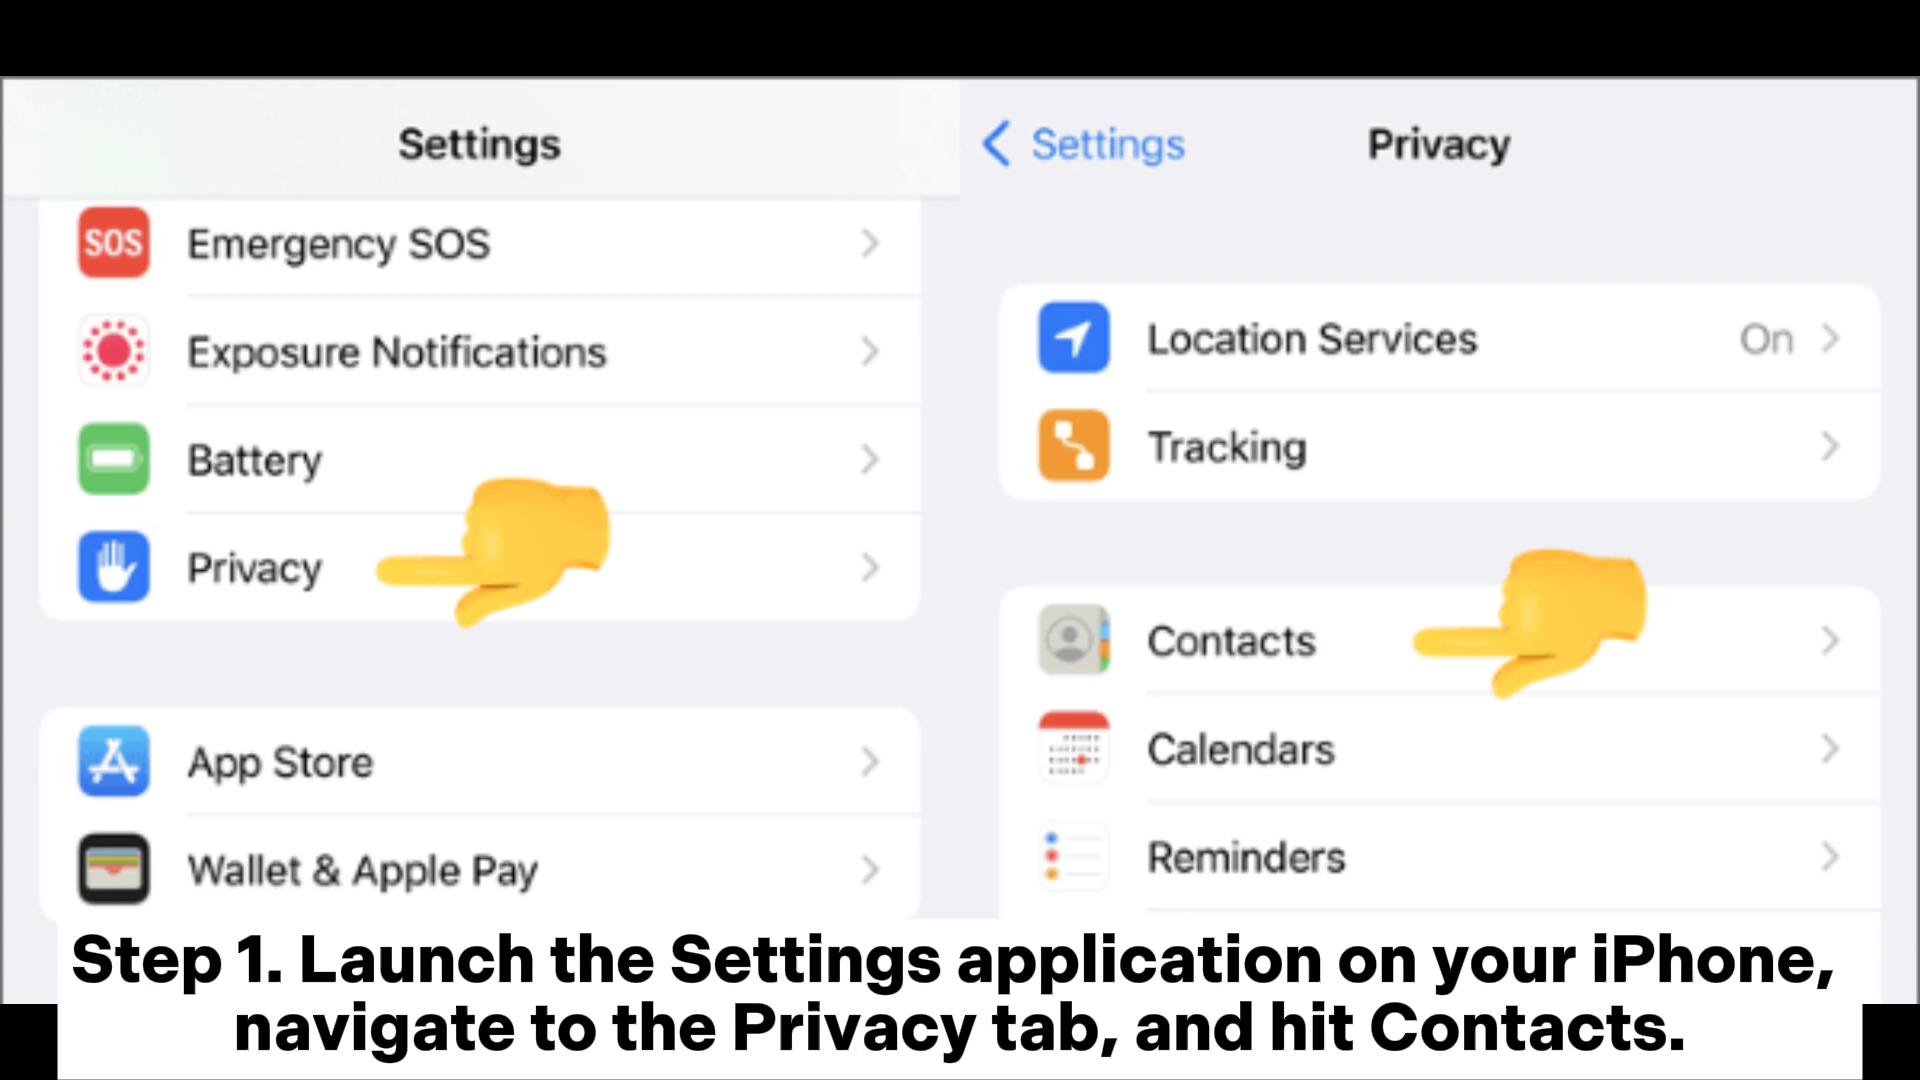 Settings
SOS
Emergency SOS
Exposure Notifications
Battery
Privacy
App Store
Wallet & Apple Pay
Settings
Privacy
Location Services On
Tracking
Contacts
Calendars
Reminders
Step 1. Launch the Settings application on your iPhone,
navigate to the Privacy tab, and hit Contacts.